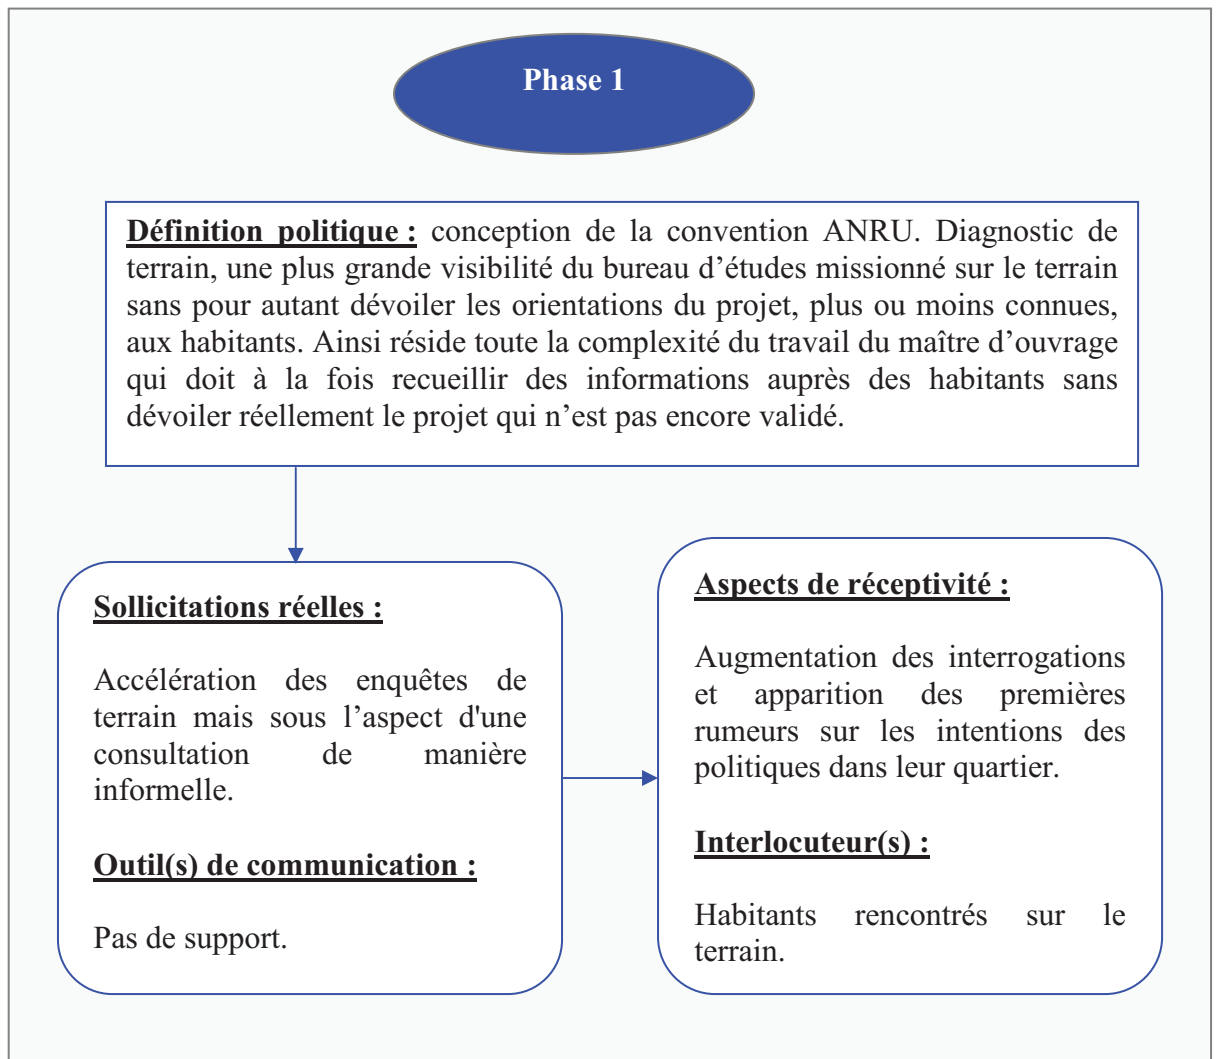 Phase 1
Définition politique : conception de la convention ANRU. Diagnostic de
terrain, une plus grande visibilité du bureau d’études missionné sur le terrain
sans pour autant dévoiler les orientations du projet, plus ou moins connues,
aux habitants. Ainsi réside toute la complexité du travail du maître d’ouvrage
qui doit à la fois recueillir des informations auprès des habitants sans
dévoiler réellement le projet qui n’est pas encore validé.
Sollicitations réelles :
Accélération des enquêtes de
terrain mais sous l’aspect d'une
consultation de manière
informelle.
Outil(s) de communication :
Pas de support.
Aspects de réceptivité :
Augmentation des interrogations
et apparition des premières
rumeurs sur les intentions des
politiques dans leur quartier.
Interlocuteur(s) :
Habitants rencontrés sur le
terrain.